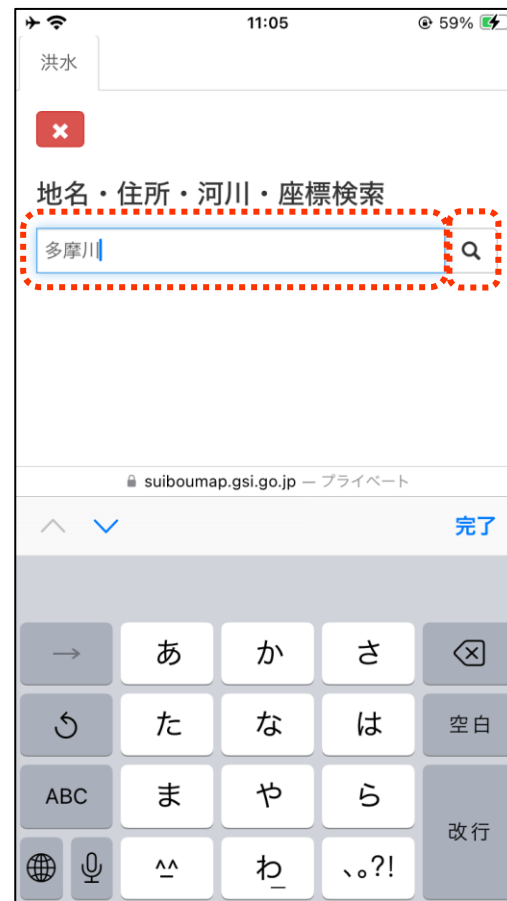 11:05 59%
洪水
地名・住所・河川・座標検索
多摩川
suiboumap.gsi.go.jp — プライベート
完了
→ あ か さ
た な は 空白
ABC ま や ら
改行
^^ わ_ 、。?!